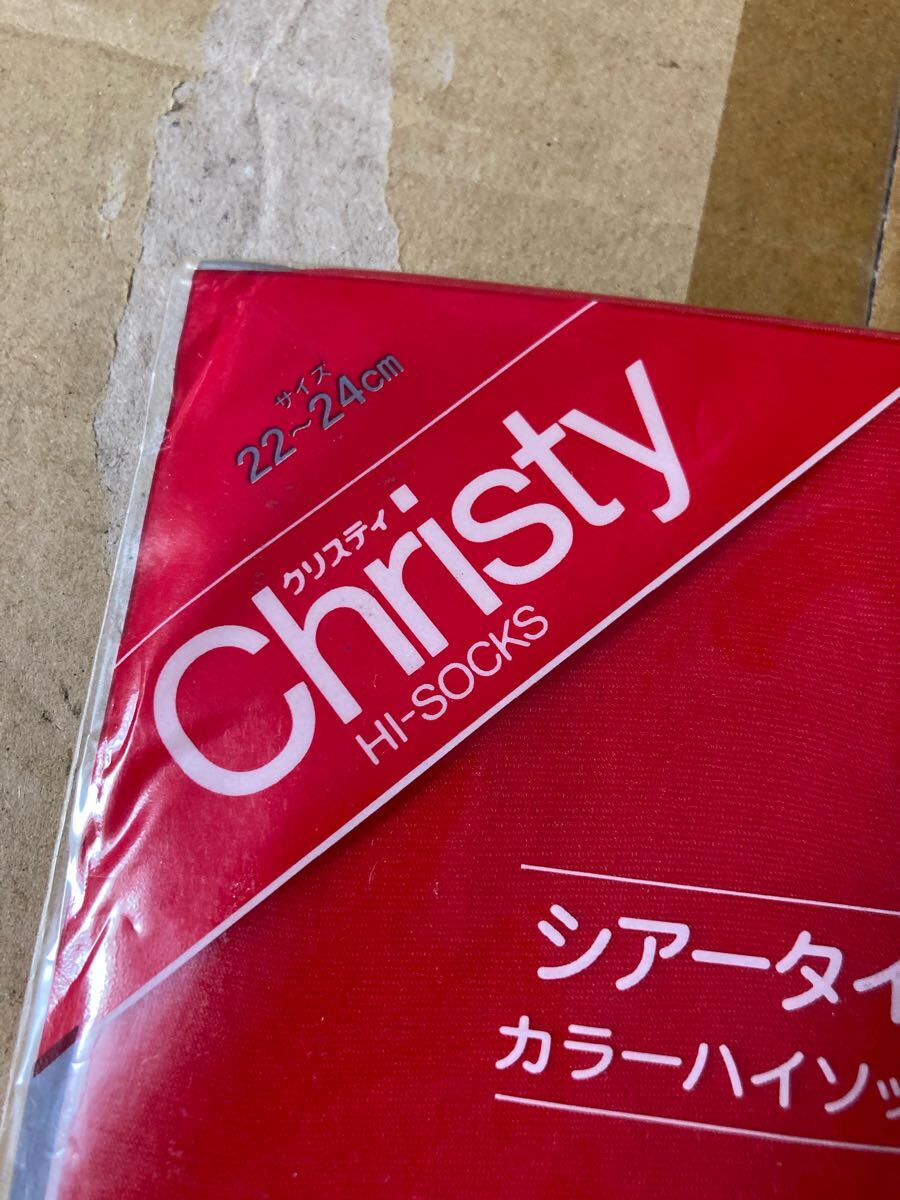 サイズ
22~24cm
クリスティ
Christy
HI-SOCKS
シアータイ
カラーハイソッ